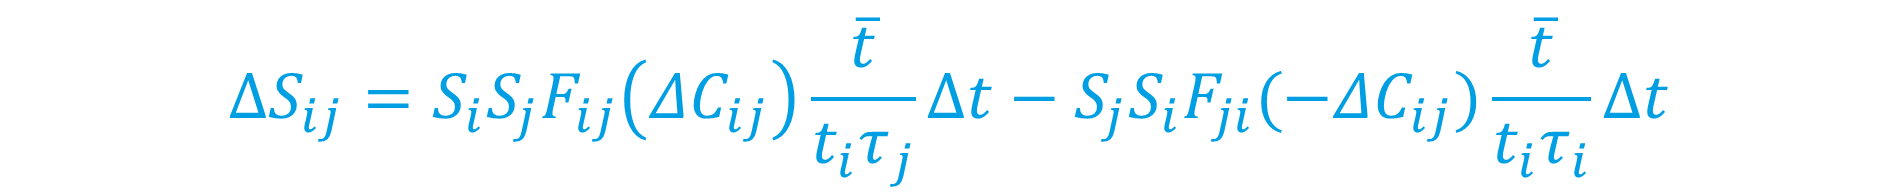 ΔS_{ij} = S_i S_j F_{ij}(ΔC_{ij}) \frac{\bar{t}}{t_i τ_j} Δt − S_j S_i F_{ji}(−ΔC_{ij}) \frac{\bar{t}}{t_i τ_i} Δt